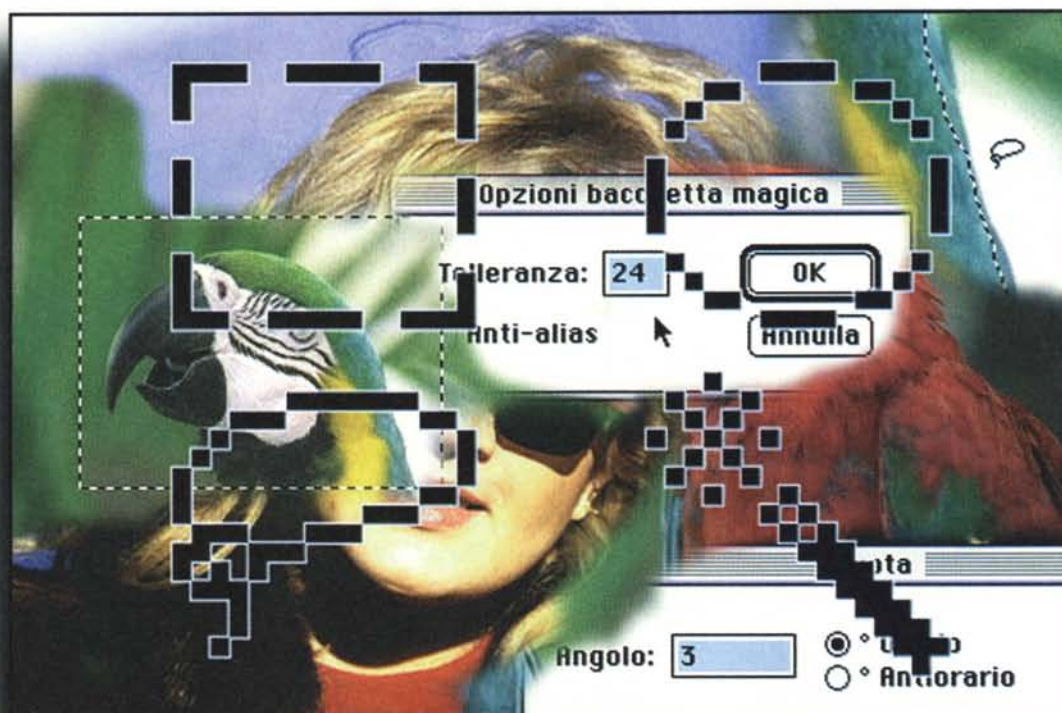 Opzioni bacchetta magica
Tolleranza: 24
OK
Anti-alias
Annulla
Angolo: 3
° Antiorario